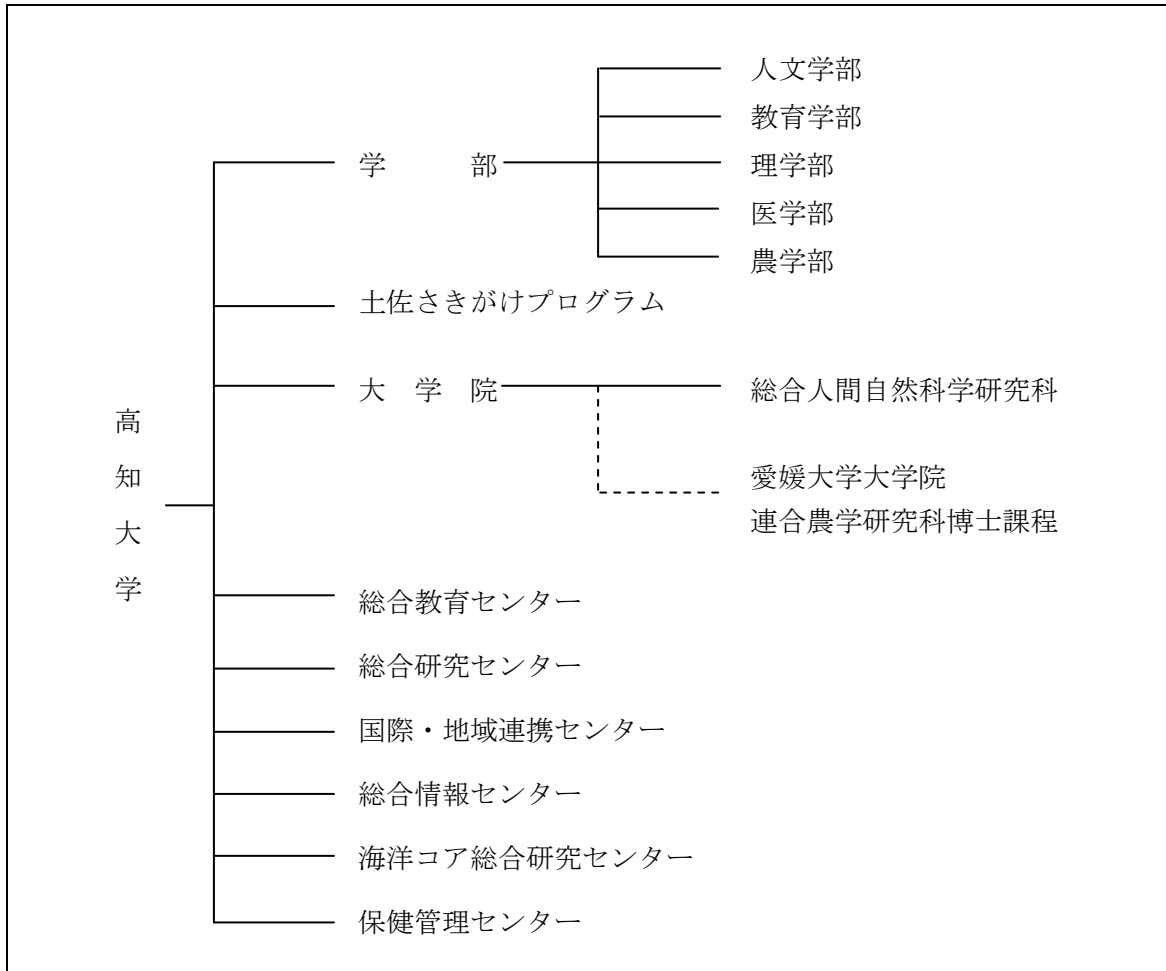 高知大学
学部
人文学部
教育学部
理学部
医学部
農学部
土佐さきがけプログラム
大学院
総合人間自然科学研究科
愛媛大学大学院
連合農学研究科博士課程
総合教育センター
総合研究センター
国際・地域連携センター
総合情報センター
海洋コア総合研究センター
保健管理センター